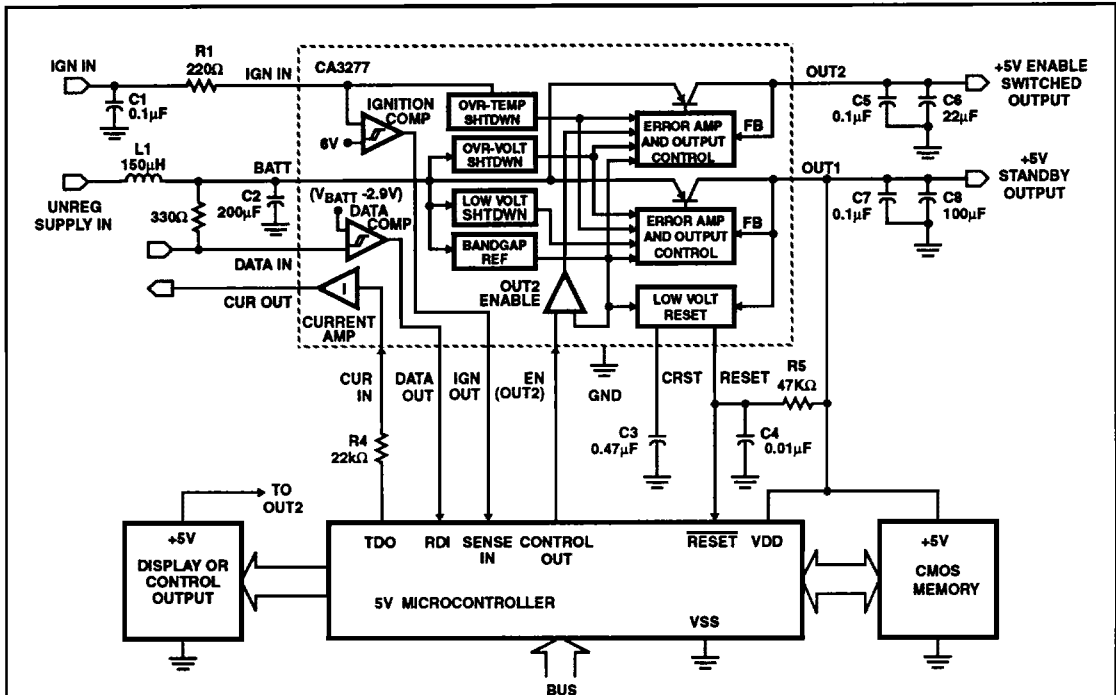 IGN IN
R1
220Ω
IGN IN
C1
0.1μF
CA3277
IGNITION
COMP
6V
OVR-TEMP
SHTDWN
OVR-VOLT
SHTDWN
LOW VOLT
SHTDWN
BANDGAP
REF
ERROR AMP
AND OUTPUT
CONTROL
FB
OUT2
C5
0.1μF
C6
22μF
+5V ENABLE
SWITCHED
OUTPUT
L1
150μH
BATT
UNREG
SUPPLY IN
330Ω
C2
200μF
(VBATT -2.9V)
DATA
COMP
DATA IN
CUR OUT
CURRENT
AMP
OUT2
ENABLE
ERROR AMP
AND OUTPUT
CONTROL
FB
OUT1
+5V
STANDBY
OUTPUT
C7
0.1μF
C8
100μF
LOW VOLT
RESET
CUR
IN
DATA
OUT
IGN
OUT
EN
(OUT2)
GND
CRST
RESET
R5
47KΩ
R4
22kΩ
C3
0.47μF
C4
0.01μF
TO
OUT2
+5V
DISPLAY OR
CONTROL
OUTPUT
TDO
RDI
SENSE
IN
CONTROL
OUT
RESET
VDD
5V MICROCONTROLLER
VSS
+5V
CMOS
MEMORY
BUS